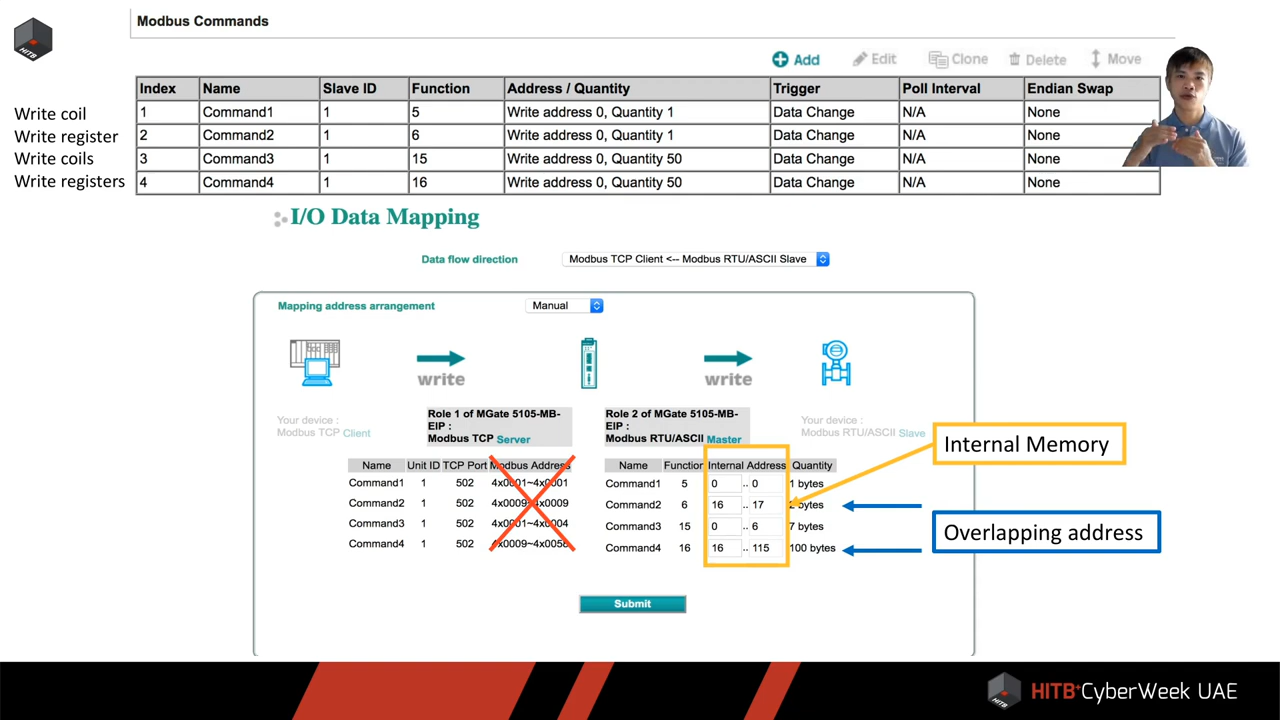 HITB
Modbus Commands
Add Edit Clone Delete Move
Index Name Slave ID Function Address / Quantity Trigger Poll Interval Endian Swap
Write coil 1 Command1 1 5 Write address 0, Quantity 1 Data Change N/A None
Write register 2 Command2 1 6 Write address 0, Quantity 1 Data Change N/A None
Write coils 3 Command3 1 15 Write address 0, Quantity 50 Data Change N/A None
Write registers 4 Command4 1 16 Write address 0, Quantity 50 Data Change N/A None
I/O Data Mapping
Data flow direction Modbus TCP Client <-- Modbus RTU/ASCII Slave
Mapping address arrangement Manual
write write
Your device :
Modbus TCP Client
Role 1 of MGate 5105-MB-
EIP :
Modbus TCP Server
Role 2 of MGate 5105-MB-
EIP :
Modbus RTU/ASCII Master
Your device :
Modbus RTU/ASCII Slave
Name Unit ID TCP Port Modbus Address
Command1 1 502 4x0001~4x0001
Command2 1 502 4x0009~4x0009
Command3 1 502 4x0001~4x0004
Command4 1 502 4x0009~4x0058
Name Function Internal Address Quantity
Command1 5 0 .. 0 1 bytes
Command2 6 16 .. 17 bytes
Command3 15 0 .. 6 7 bytes
Command4 16 16 .. 115 100 bytes
Internal Memory
Overlapping address
Submit
HITB+CyberWeek UAE